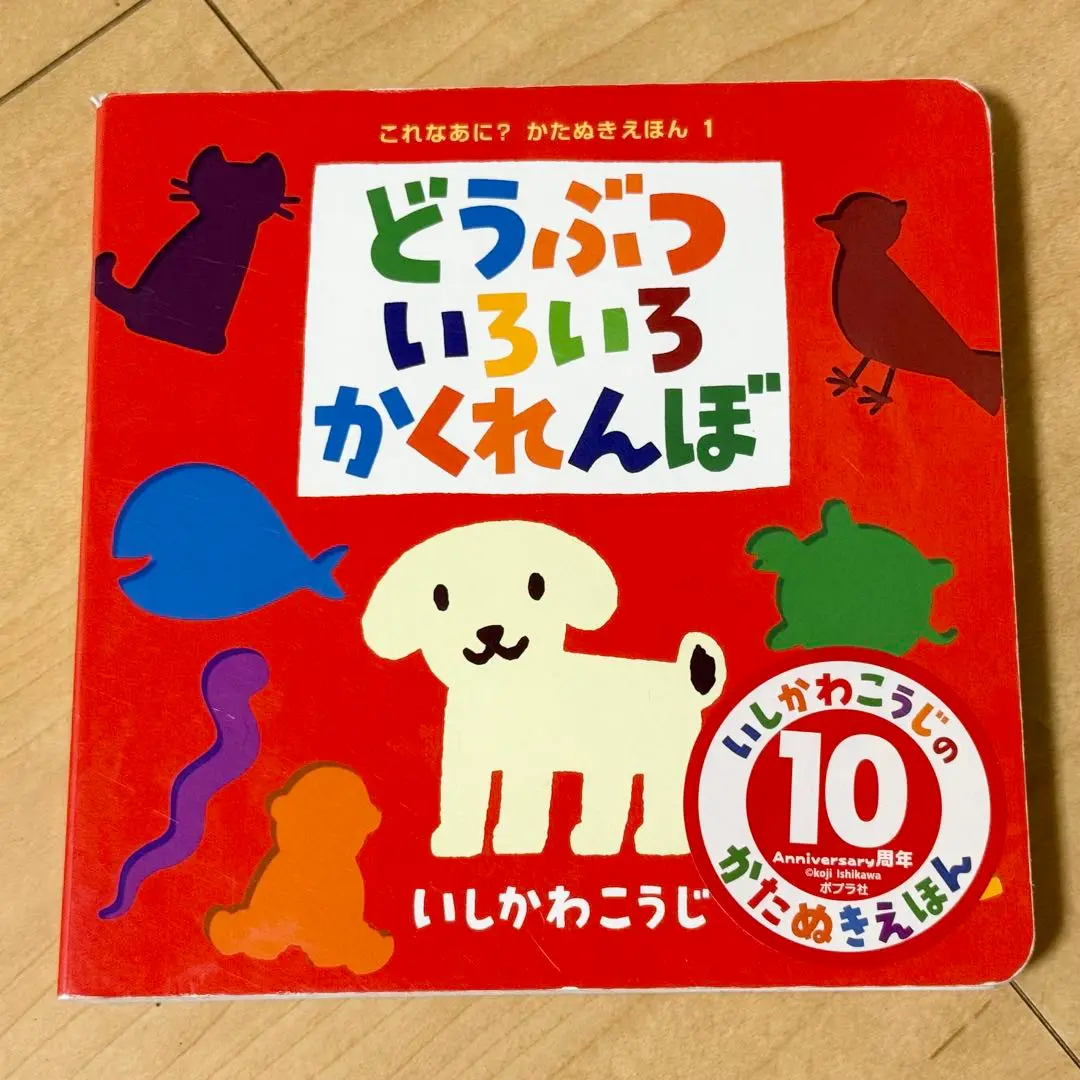 これなあに? かたぬきえほん 1
どうぶつ
いろいろ
かくれんぼ
いしかわこうじ
いしかわこうじの
10
Anniversary周年
©koji Ishikawa
ポプラ社
かたぬきえほん